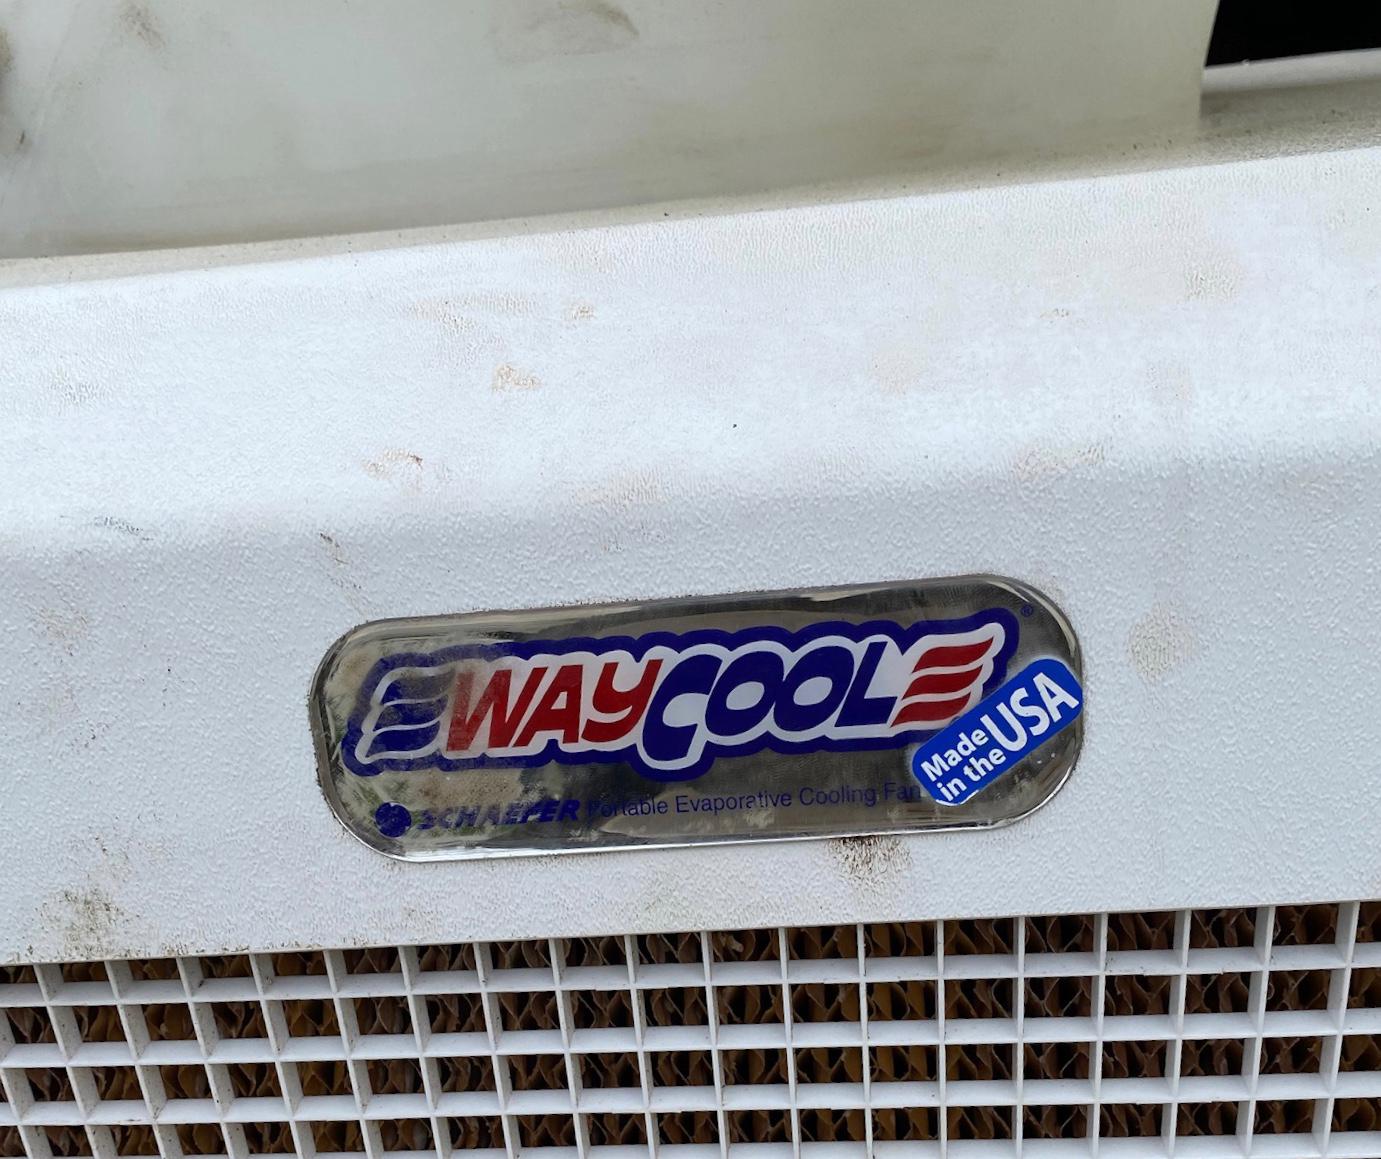 WAYCOOL®
SCHAEFER Portable Evaporative Cooling Fan
Made
in the USA